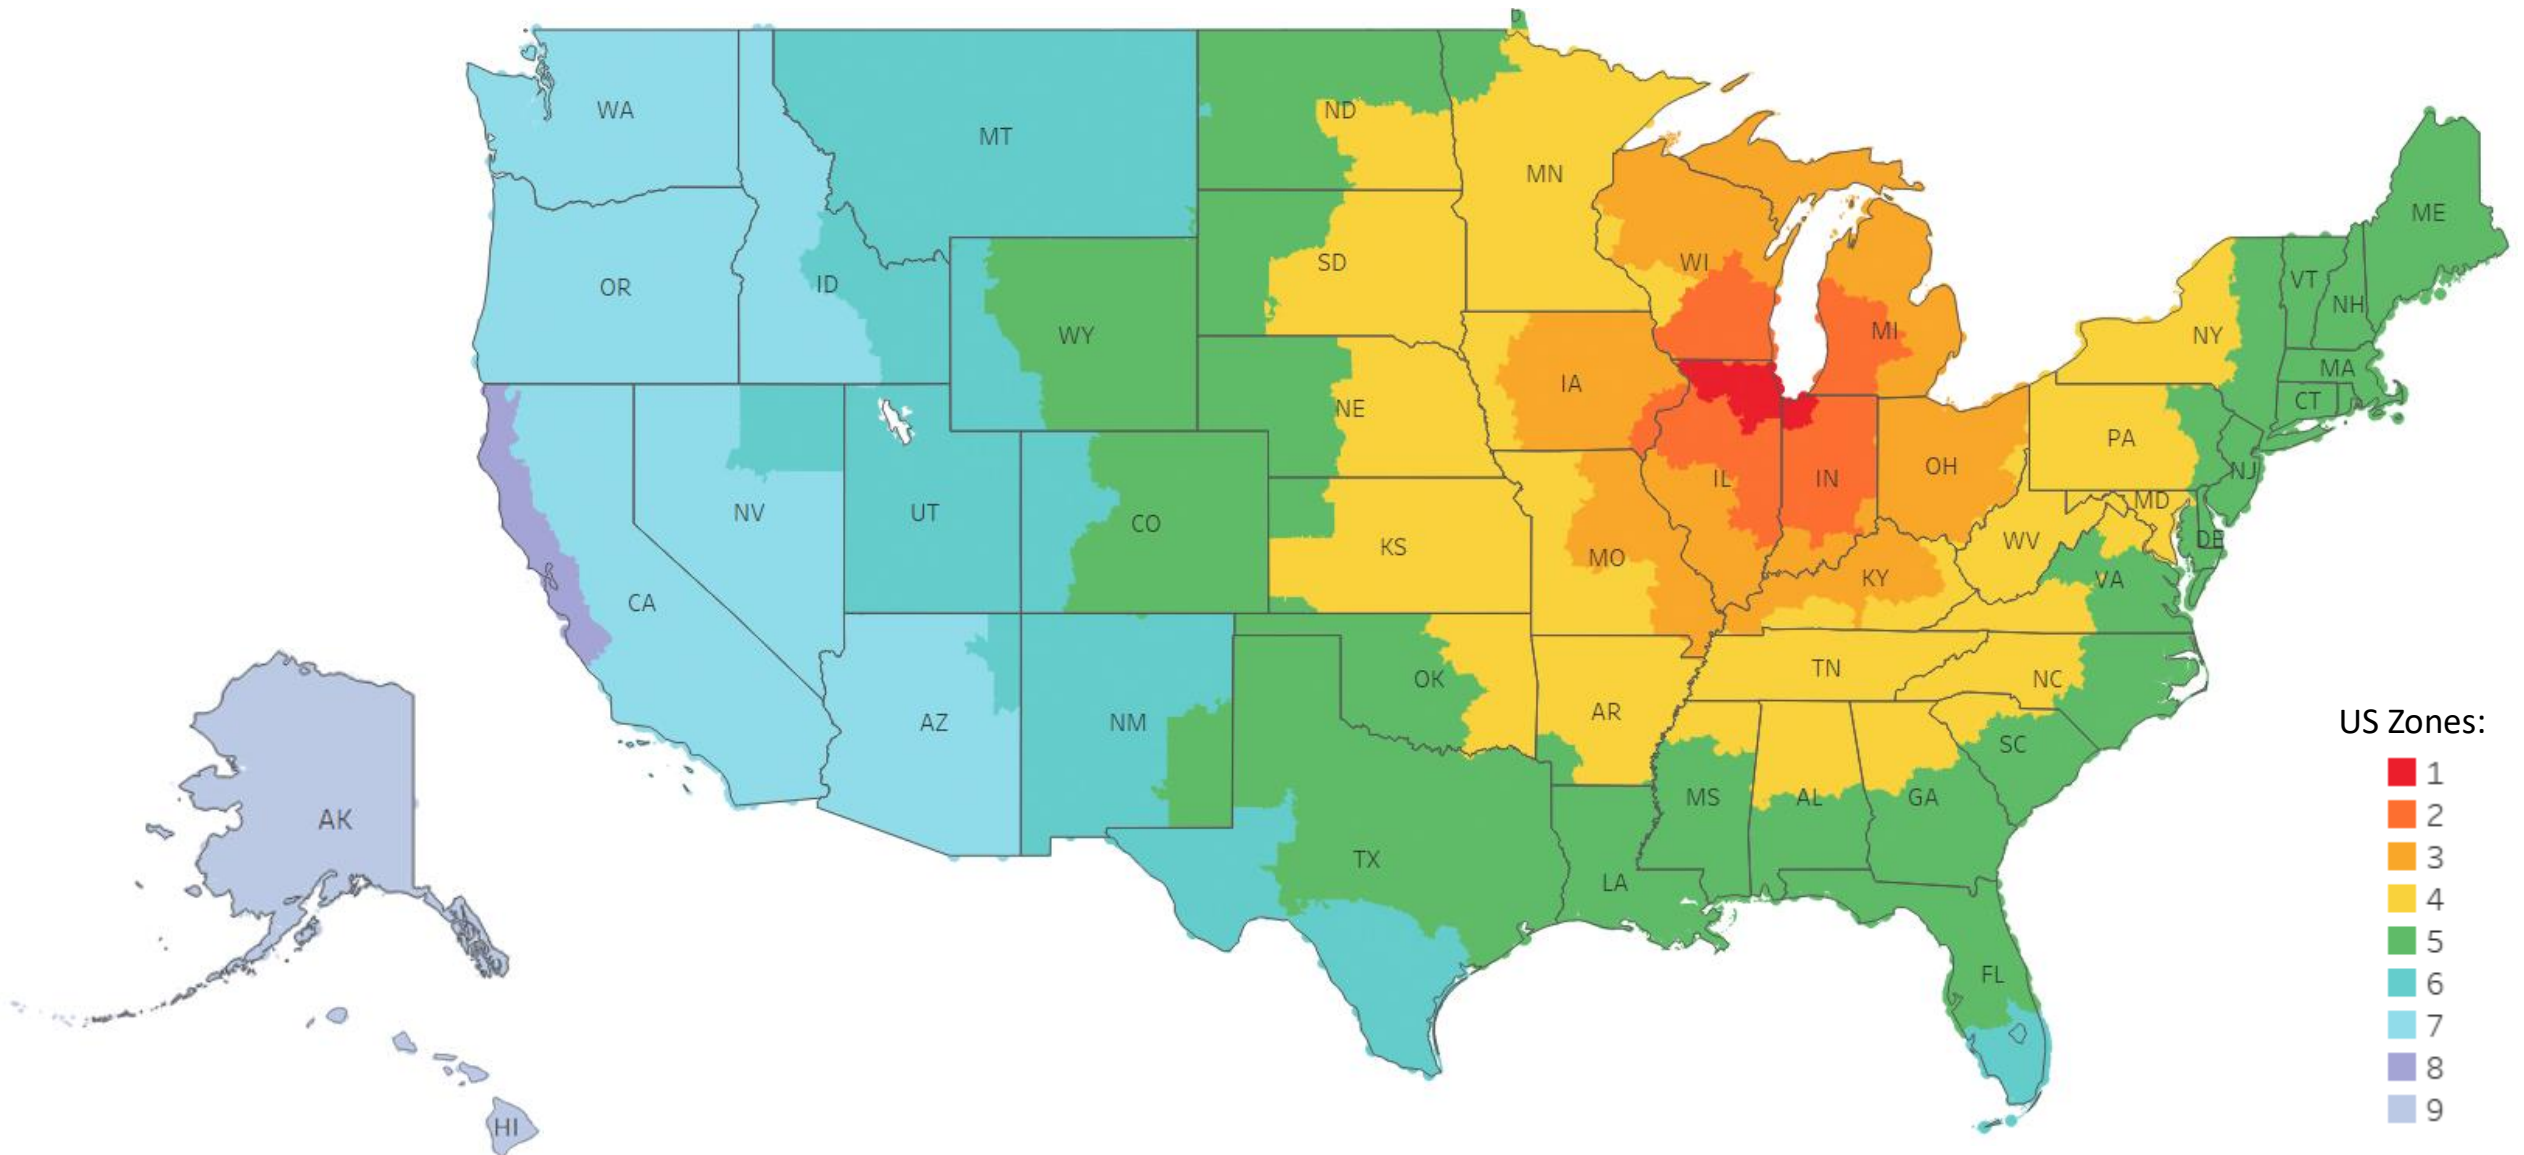 D
WA
MT
ND
MN
ME
OR
ID
SD
WI
VT
NH
WY
MI
NY
MA
IA
NE
CT
PA
OH
IL
IN
NJ
MD
NV
UT
CO
KS
MO
WV
DE
CA
KY
VA
TN
OK
NC
AZ
NM
AR
SC
US Zones:
1
MS
AL
GA
2
AK
TX
3
LA
4
5
FL
6
7
8
HI
9